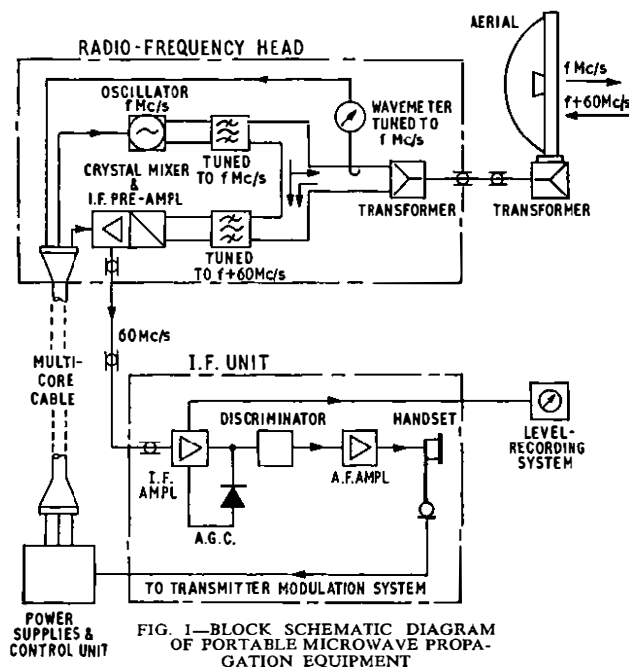 RADIO-FREQUENCY HEAD
AERIAL
f Mc/s
f+60Mc/s
OSCILLATOR
f Mc/s
WAVEMETER
TUNED TO
f Mc/s
TUNED
TO f Mc/s
CRYSTAL MIXER
&
I.F. PRE-AMPL
TRANSFORMER
TRANSFORMER
TUNED
TO f+60Mc/s
60Mc/s
MULTI-
CORE
CABLE
I.F. UNIT
DISCRIMINATOR
HANDSET
LEVEL-
RECORDING
SYSTEM
I.F.
AMPL
A.F. AMPL
A.G.C.
TO TRANSMITTER MODULATION SYSTEM
POWER
SUPPLIES &
CONTROL UNIT
FIG. 1—BLOCK SCHEMATIC DIAGRAM
OF PORTABLE MICROWAVE PROPA-
GATION EQUIPMENT